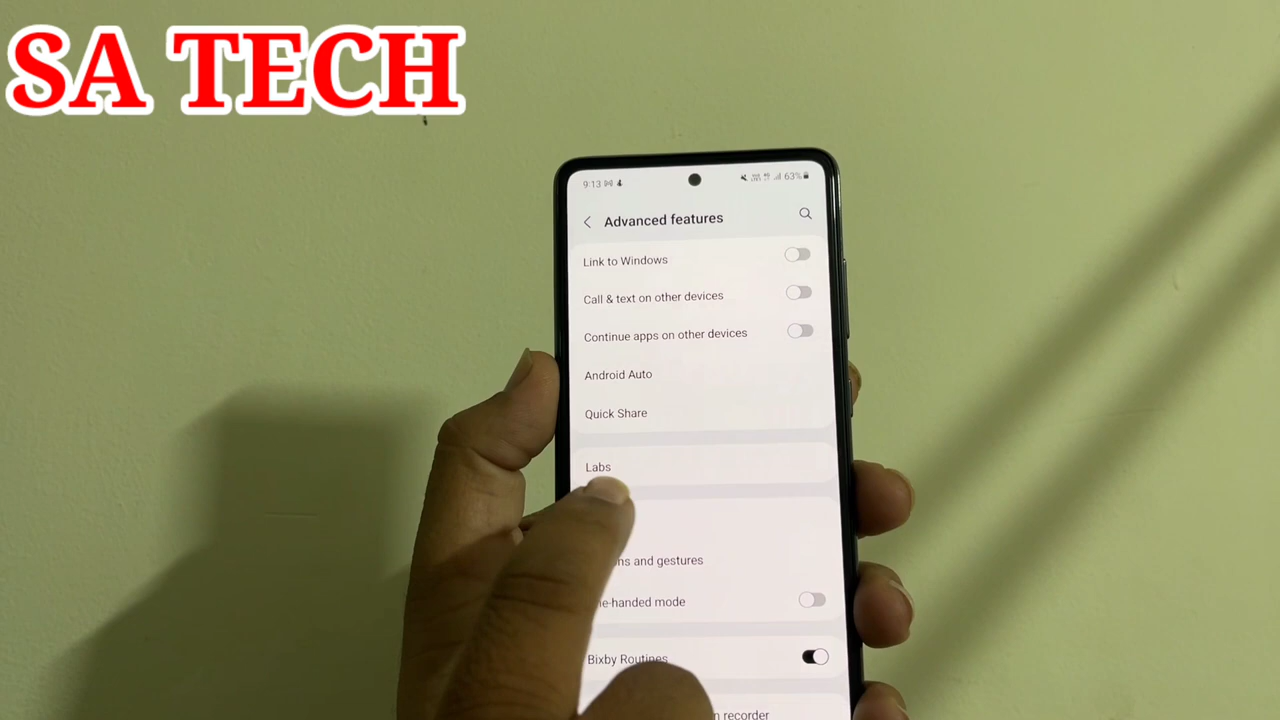 SA TECH
9:13
63%
Advanced features
Link to Windows
Call & text on other devices
Continue apps on other devices
Android Auto
Quick Share
Labs
ns and gestures
e-handed mode
Bixby Routines
n recorder